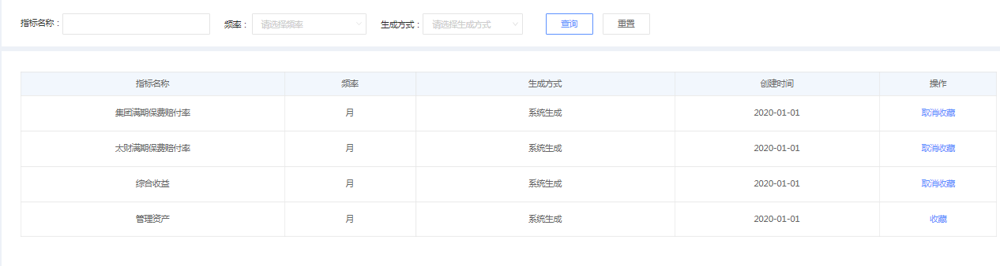 指标名称： 频率： 请选择频率 生成方式： 请选择生成方式 查询 重置
指标名称 频率 生成方式 创建时间 操作
集团满期保费赔付率 月 系统生成 2020-01-01 取消收藏
太财满期保费赔付率 月 系统生成 2020-01-01 取消收藏
综合收益 月 系统生成 2020-01-01 取消收藏
管理资产 月 系统生成 2020-01-01 收藏